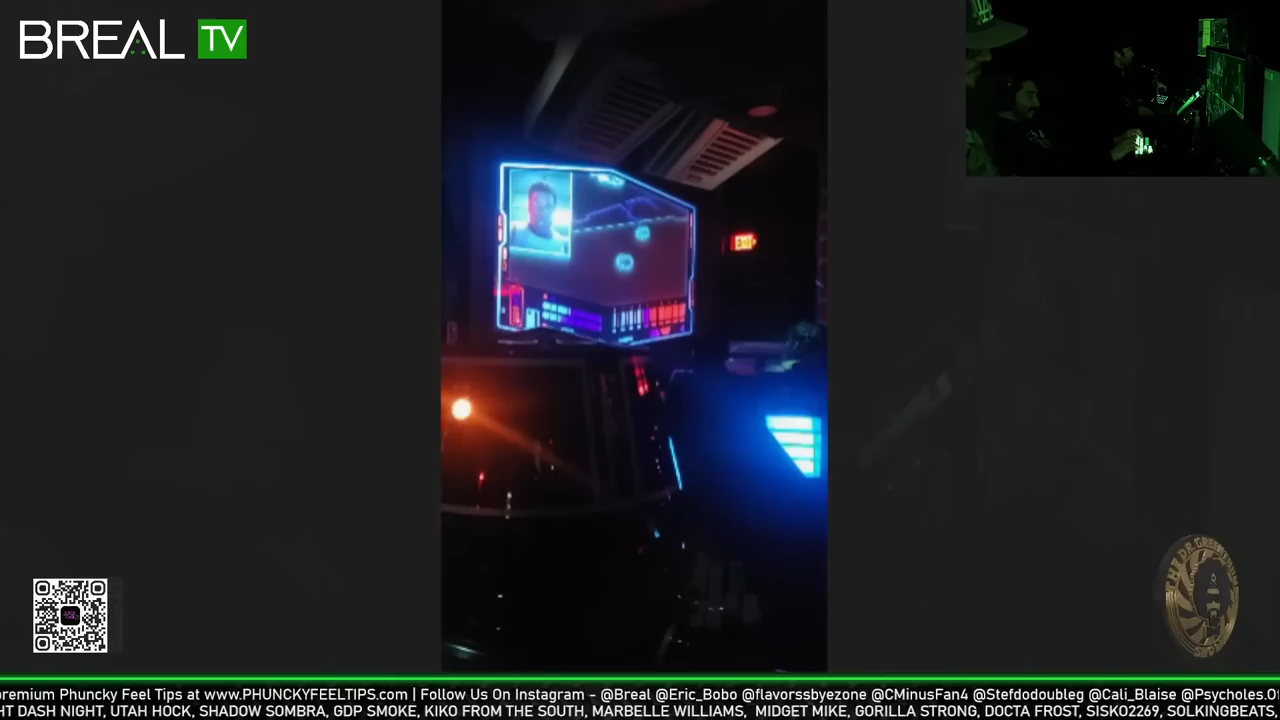 BREAL TV
EXIT
premium Phuncky Feel Tips at www.PHUNCKYFEELTIPS.com | Follow Us On Instagram - @Breal @Eric_Bobo @flavorssbyezone @CMinusFan4 @Stefdodoubleg @Cali_Blaise @Psycholes.Of
HT DASH NIGHT, UTAH HOCK, SHADOW SOMBRA, GDP SMOKE, KIKO FROM THE SOUTH, MARBELLE WILLIAMS, MIDGET MIKE, GORILLA STRONG, DOCTA FROST, SISKO2269, SOLKINGBEATS